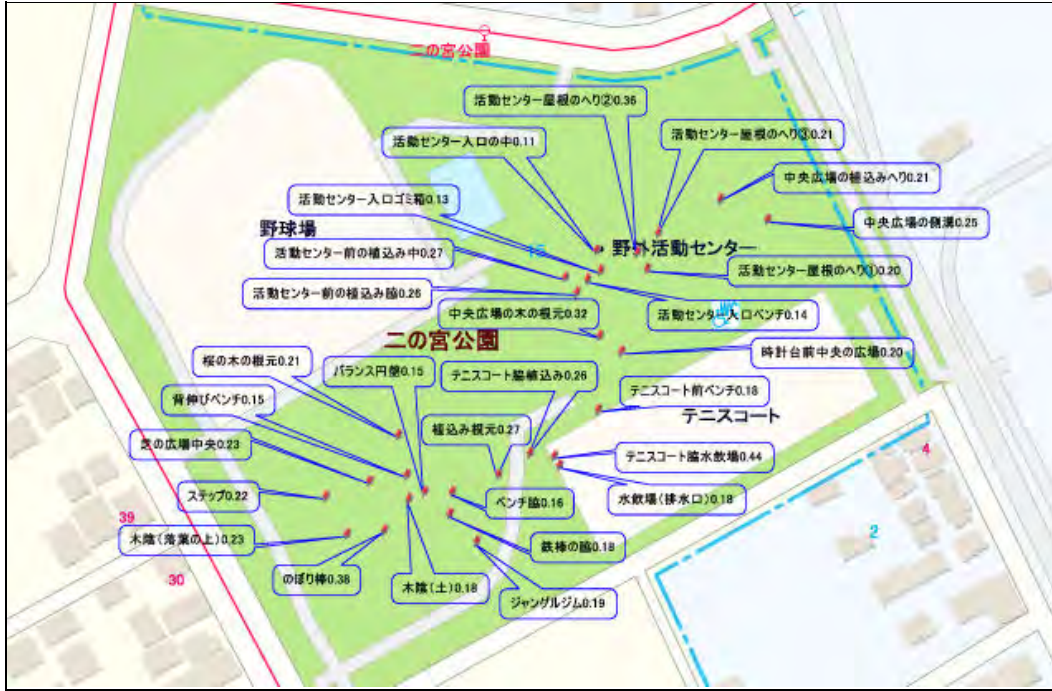 二の宮公園
活動センター屋根のへり②0.36
活動センター屋根のへり③0.21
活動センター入口の中0.11
中央広場の植込みへり0.21
活動センター入口ゴミ箱0.13
野球場
中央広場の側溝0.25
15
野外活動センター
活動センター前の植込み中0.27
活動センター屋根のへり①0.20
活動センター前の植込み脇0.26
中央広場の木の根元0.32
活動センター入口ベンチ0.14
二の宮公園
時計台前中央の広場0.20
桜の木の根元0.21
バランス円盤0.15
テニスコート脇植込み0.26
背伸びベンチ0.15
テニスコート前ベンチ0.18
テニスコート
植込み根元0.27
芝の広場中央0.23
テニスコート脇水飲場0.44
4
ステップ0.22
ベンチ脇0.16
水飲場(排水口)0.18
39
木陰(落葉の上)0.23
鉄棒の脇0.18
2
30
のぼり棒0.38
木陰(土)0.18
ジャングルジム0.19